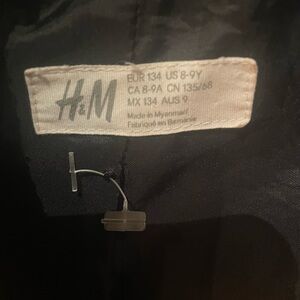 H&M
EUR 134 US 8-9Y
CA 8-9A CN 135/68
MX 134 AUS 9
Made in Myanmar/
Fabriqué en Birmanie